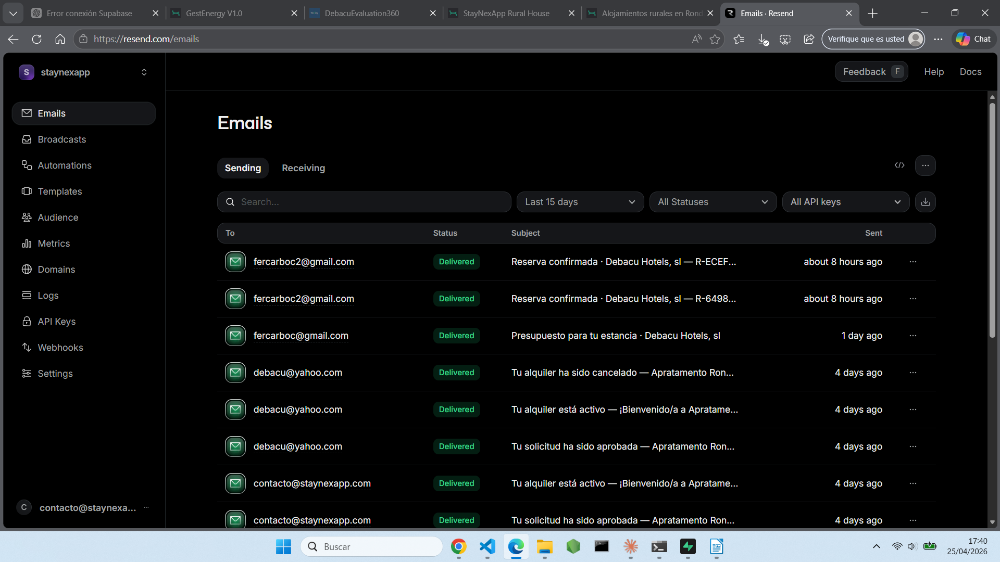 Error conexión Supabase
GestEnergy V1.0
DebacuEvaluation360
StayNexApp Rural House
Alojamientos rurales en Rond
Emails · Resend
https://resend.com/emails
Verifique que es usted
Chat
S staynexapp
Feedback F
Help
Docs
Emails
Broadcasts
Automations
Templates
Audience
Metrics
Domains
Logs
API Keys
Webhooks
Settings
C contacto@staynexa...
Emails
Sending
Receiving
Search...
Last 15 days
All Statuses
All API keys
To Status Subject Sent
fercarboc2@gmail.com Delivered Reserva confirmada · Debacu Hotels, sl — R-ECEF... about 8 hours ago
fercarboc2@gmail.com Delivered Reserva confirmada · Debacu Hotels, sl — R-6498... about 8 hours ago
fercarboc@gmail.com Delivered Presupuesto para tu estancia · Debacu Hotels, sl 1 day ago
debacu@yahoo.com Delivered Tu alquiler ha sido cancelado — Apratamento Ron... 4 days ago
debacu@yahoo.com Delivered Tu alquiler está activo — ¡Bienvenido/a a Apratame... 4 days ago
debacu@yahoo.com Delivered Tu solicitud ha sido aprobada — Apratamento Ron... 4 days ago
contacto@staynexapp.com Delivered Tu alquiler está activo — ¡Bienvenido/a a Apratame... 4 days ago
contacto@staynexapp.com Delivered Tu solicitud ha sido aprobada — Apratamento Ron... 4 days ago
Buscar
17:40
25/04/2026